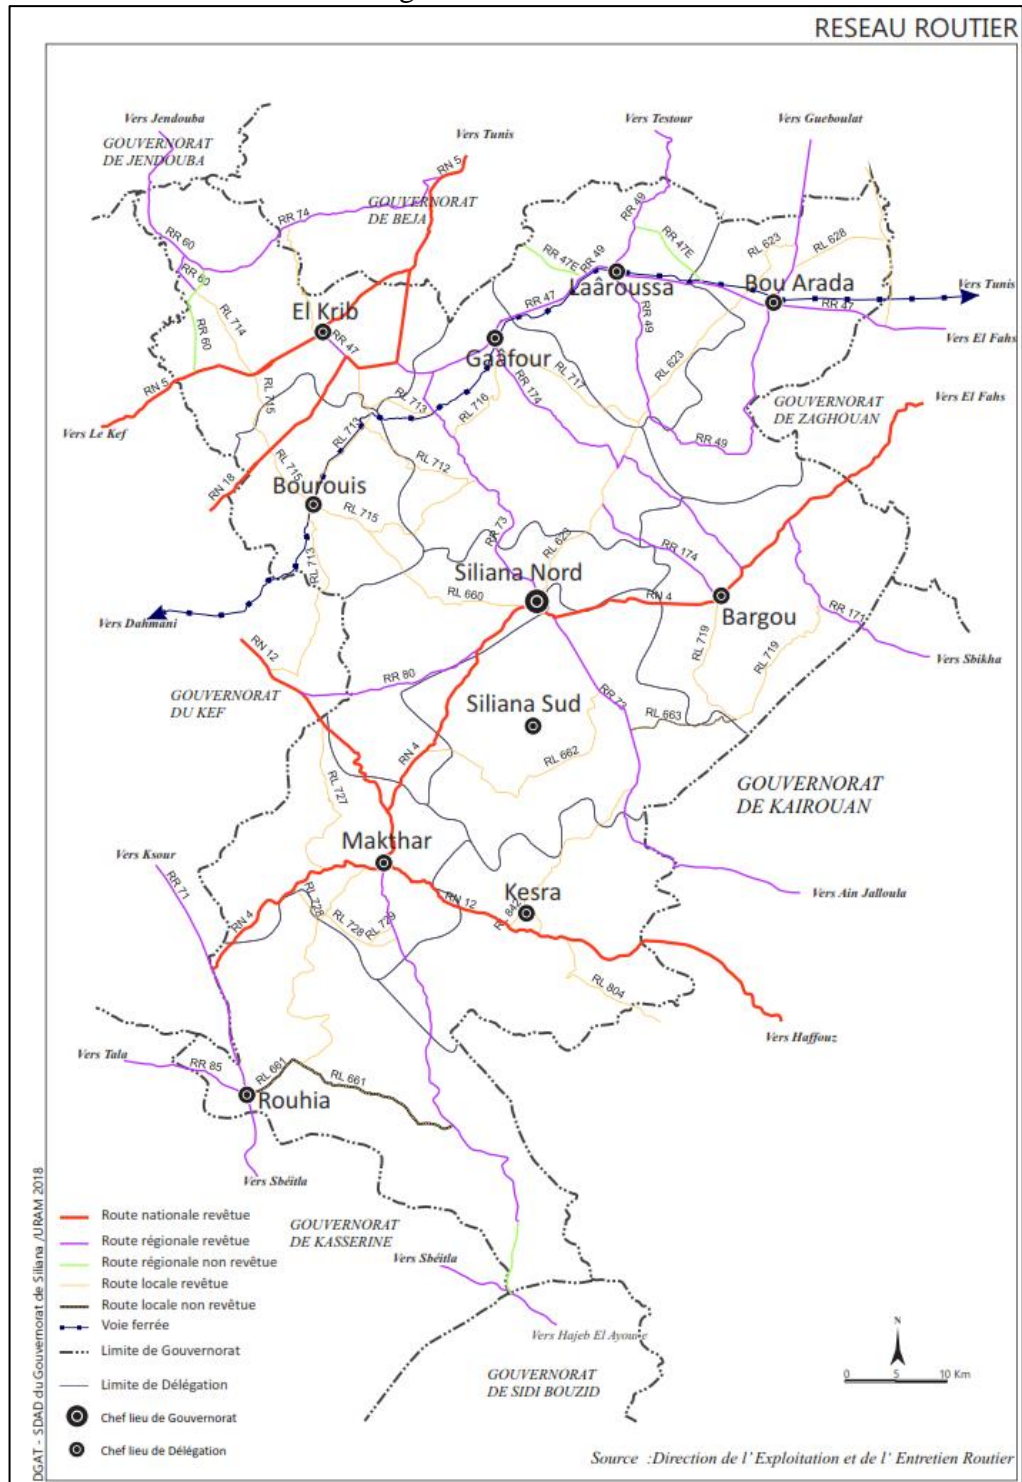 RESEAU ROUTIER
Vers Jendouba
GOUVERNORAT
DE JENDOUBA
Vers Tunis
Vers Testour
Vers Gueboulat
RN 5
GOUVERNORAT
DE BEJA
RR 74
RR 60
RR 60
RR 60
RR 49
RR 47E
RR 47E
RR 49
RL 623
RL 628
Laâroussa
Bou Arada
Vers Tunis
RR 47
Vers El Fahs
RL 714
El Krib
RR 47
RR 47
RR 49
Gaâfour
RL 623
RN 5
RL 715
RL 713
RL 716
RR 174
RL 717
GOUVERNORAT
DE ZAGHOUAN
Vers El Fahs
Vers Le Kef
RL 713
RR 49
RN 18
RL 715
RL 712
Bourouis
RL 715
RR 73
RL 623
RR 174
RL 713
Siliana Nord
RL 660
RN 4
Bargou
RR 171
Vers Dahmani
RL 719
RL 719
Vers Sbikha
RN 12
RR 80
GOUVERNORAT
DU KEF
RR 73
Siliana Sud
RL 663
RN 4
RL 662
RL 727
GOUVERNORAT
DE KAIROUAN
Makthar
Vers Ksour
RR 71
Kesra
Vers Ain Jalloula
RN 12
RL 842
RN 4
RL 728
RL 728
RL 729
RL 804
Vers Haffouz
Vers Tala
RR 85
RL 661
RL 661
Rouhia
Vers Sbéitla
GOUVERNORAT
DE KASSERINE
Vers Sbéitla
Vers Hajeb El Ayoune
GOUVERNORAT
DE SIDI BOUZID
Route nationale revêtue
Route régionale revêtue
Route régionale non revêtue
Route locale revêtue
Route locale non revêtue
Voie ferrée
Limite de Gouvernorat
Limite de Délégation
Chef lieu de Gouvernorat
Chef lieu de Délégation
N
0 5 10 Km
Source :Direction de l' Exploitation et de l' Entretien Routier
DGAT - SDAD du Gouvernorat de Siliana /URAM 2018